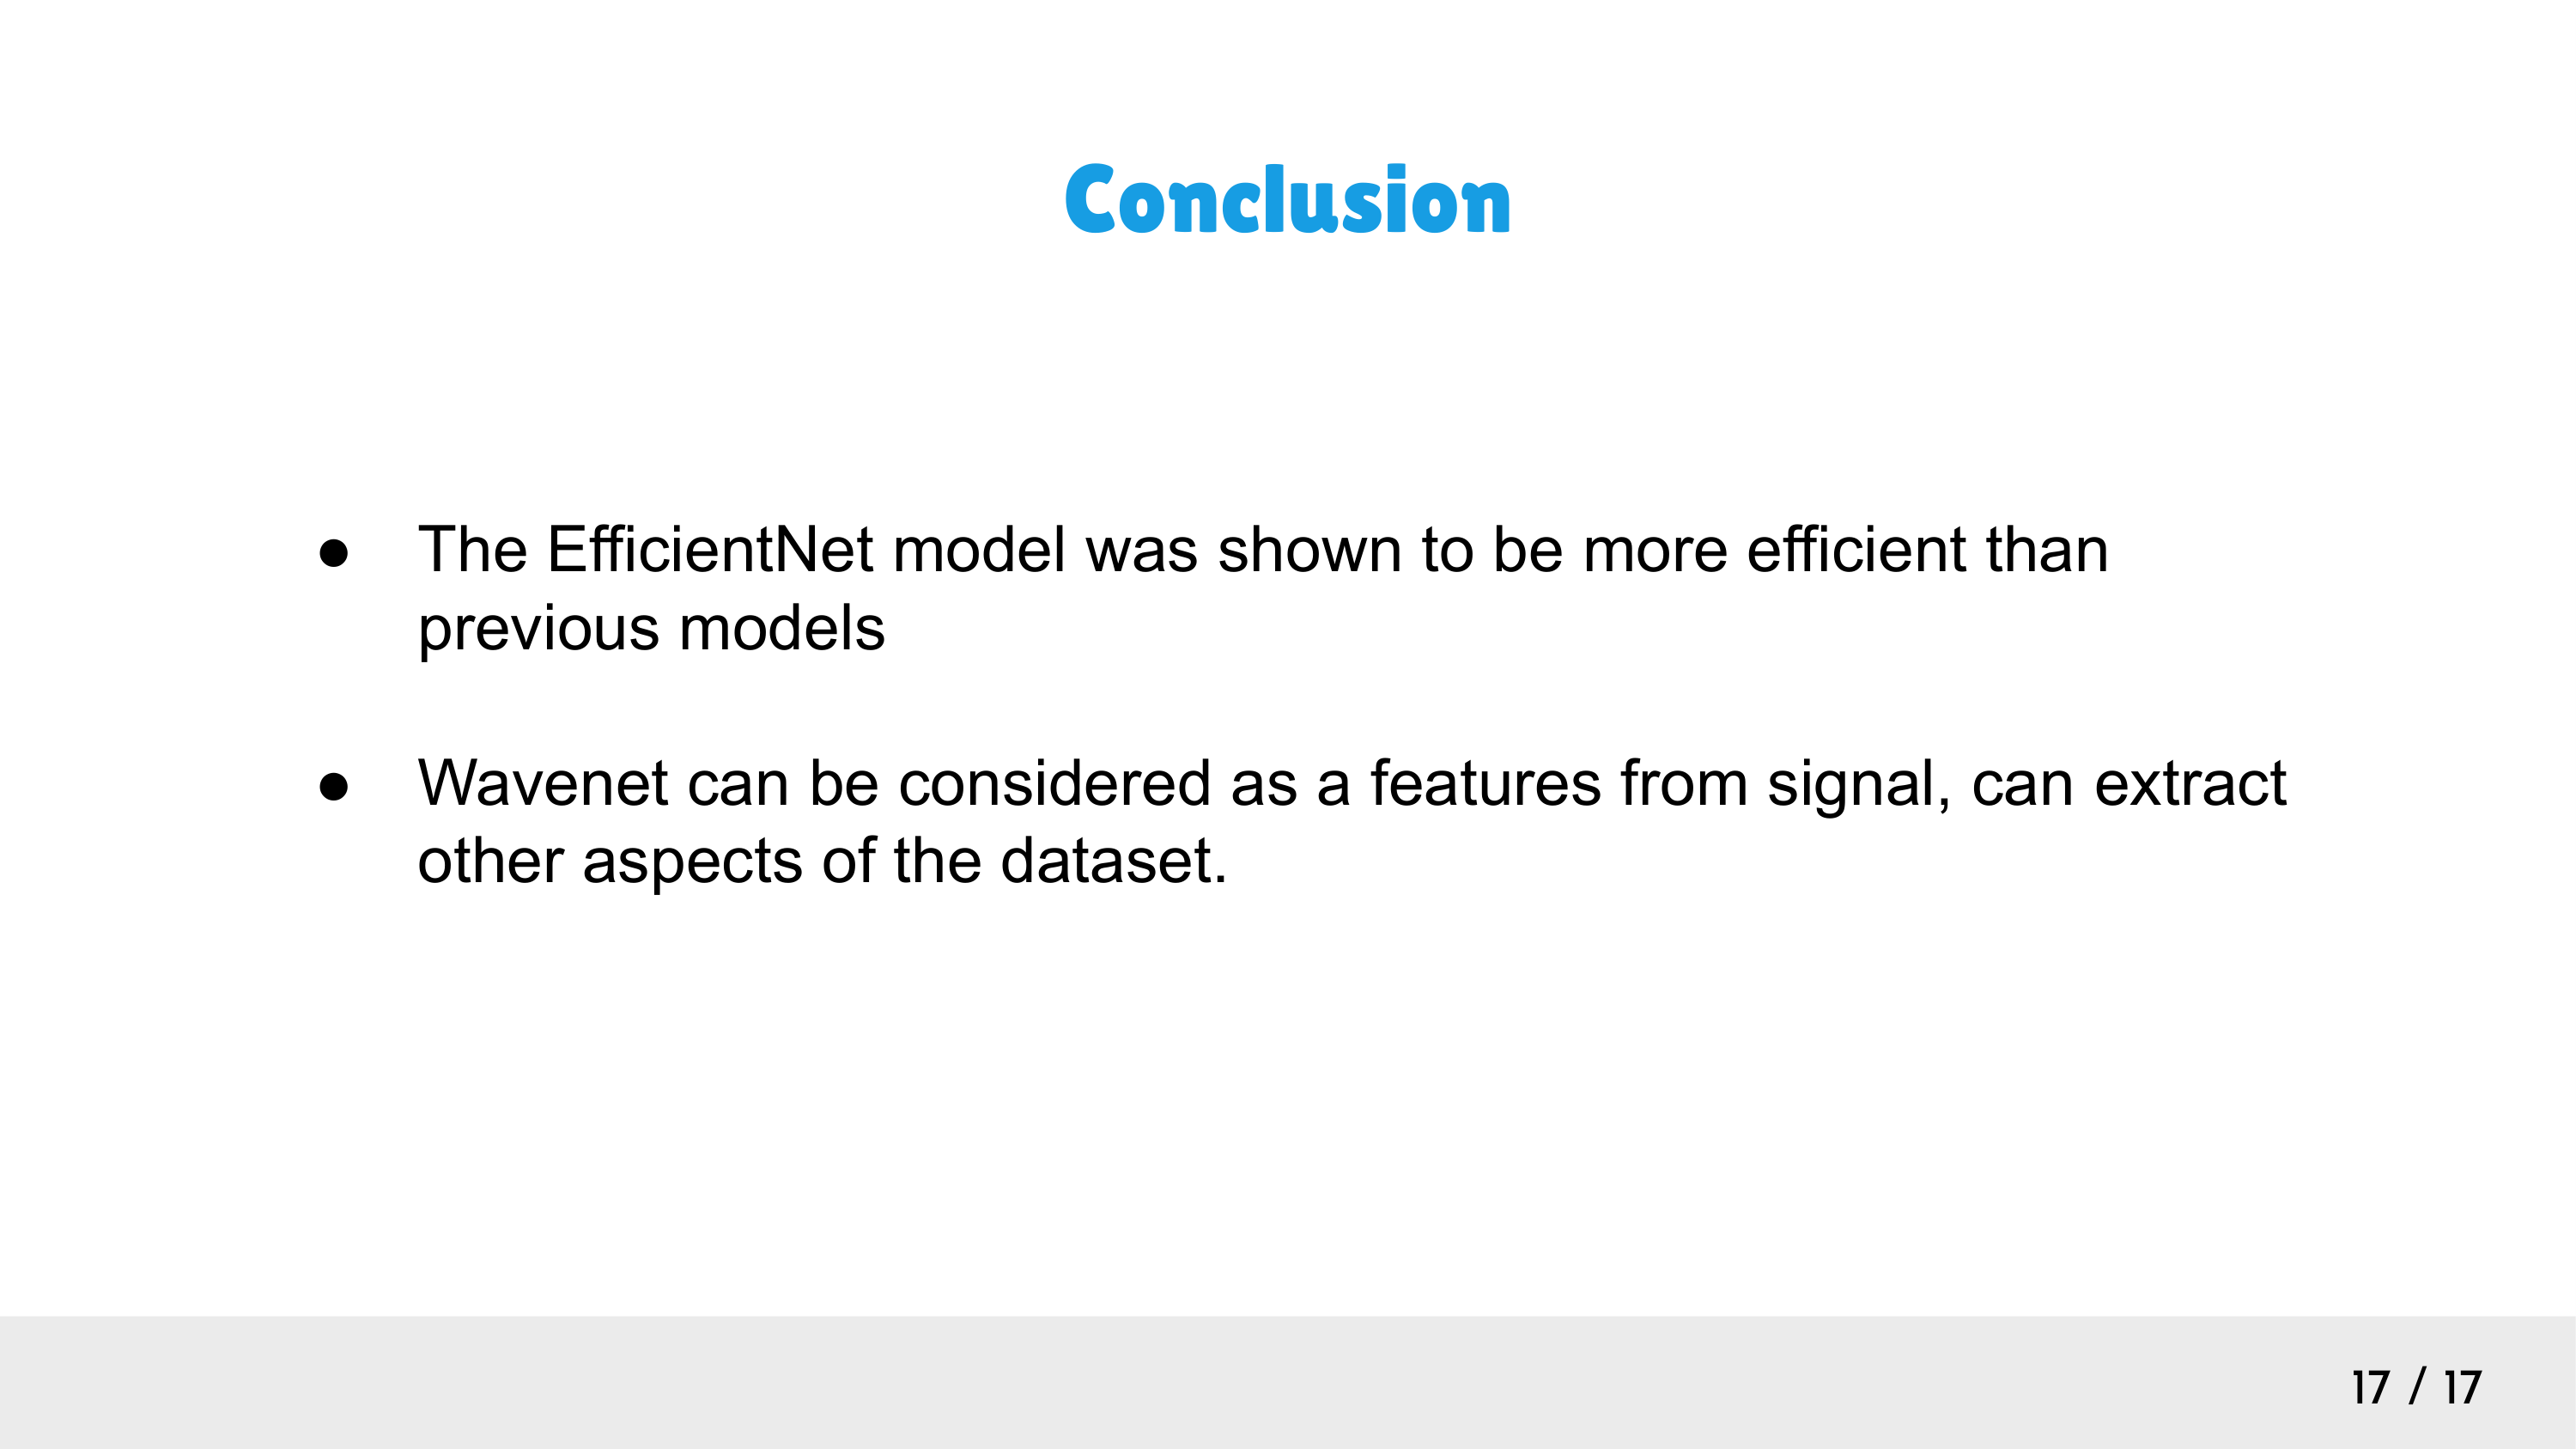 Conclusion
● The EfficientNet model was shown to be more efficient than
previous models
● Wavenet can be considered as a features from signal, can extract
other aspects of the dataset.
17 / 17